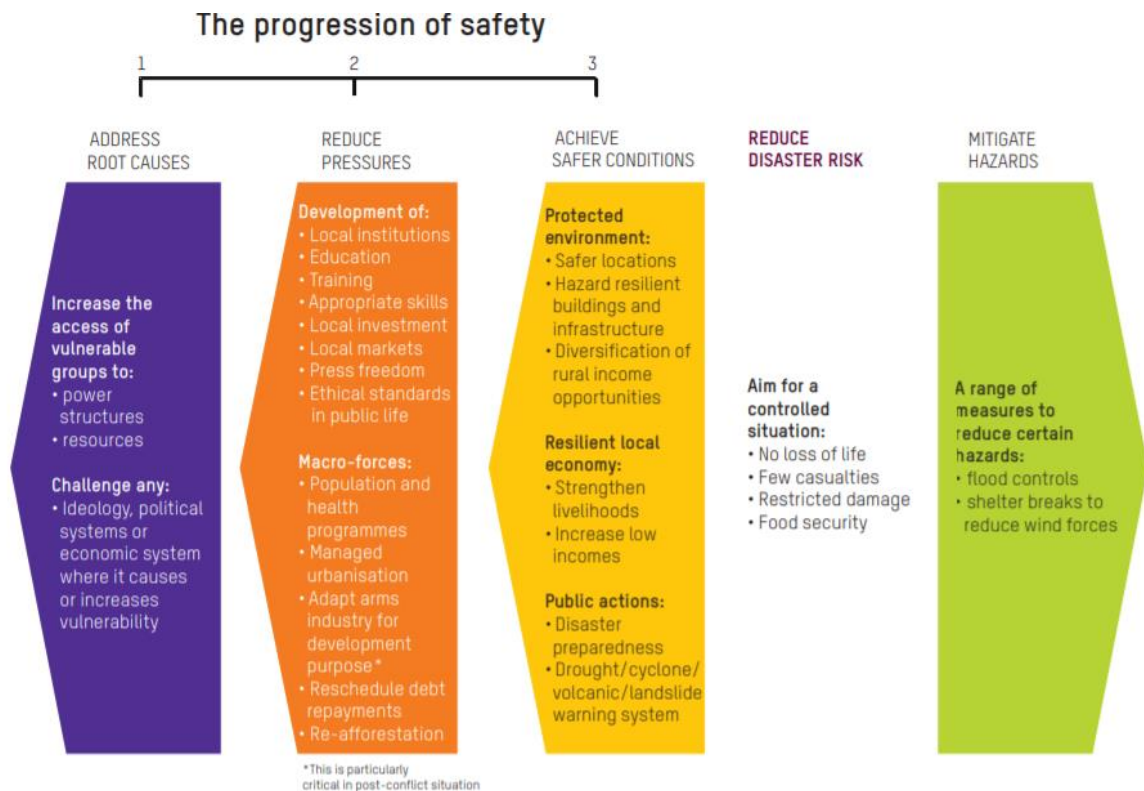 The progression of safety
1
2
3
ADDRESS
ROOT CAUSES
Increase the
access of
vulnerable
groups to:
• power
structures
• resources
Challenge any:
• Ideology, political
systems or
economic system
where it causes
or increases
vulnerability
REDUCE
PRESSURES
Development of:
• Local institutions
• Education
• Training
• Appropriate skills
• Local investment
• Local markets
• Press freedom
• Ethical standards
in public life
Macro-forces:
• Population and
health
programmes
• Managed
urbanisation
• Adapt arms
industry for
development
purpose*
• Reschedule debt
repayments
• Re-afforestation
*This is particularly
critical in post-conflict situation
ACHIEVE
SAFER CONDITIONS
Protected
environment:
• Safer locations
• Hazard resilient
buildings and
infrastructure
• Diversification of
rural income
opportunities
Resilient local
economy:
• Strengthen
livelihoods
• Increase low
incomes
Public actions:
• Disaster
preparedness
• Drought/cyclone/
volcanic/landslide
warning system
REDUCE
DISASTER RISK
Aim for a
controlled
situation:
• No loss of life
• Few casualties
• Restricted damage
• Food security
MITIGATE
HAZARDS
A range of
measures to
reduce certain
hazards:
• flood controls
• shelter breaks to
reduce wind forces